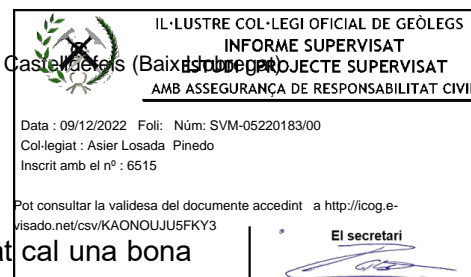 IL·LUSTRE COL·LEGI OFICIAL DE GEÒLEGS
INFORME SUPERVISAT
Castelldefels (Baix Llobregat).
ESTUDI / PROJECTE SUPERVISAT
AMB ASSEGURANÇA DE RESPONSABILITAT CIVI
Data : 09/12/2022 Foli: Núm: SVM-05220183/00
Col·legiat : Asier Losada Pinedo
Inscrit amb el nº : 6515
Pot consultar la validesa del documente accedint a http://icog.e-
visado.net/csv/KAONOUJU5FKY3
El secretari
at cal una bona